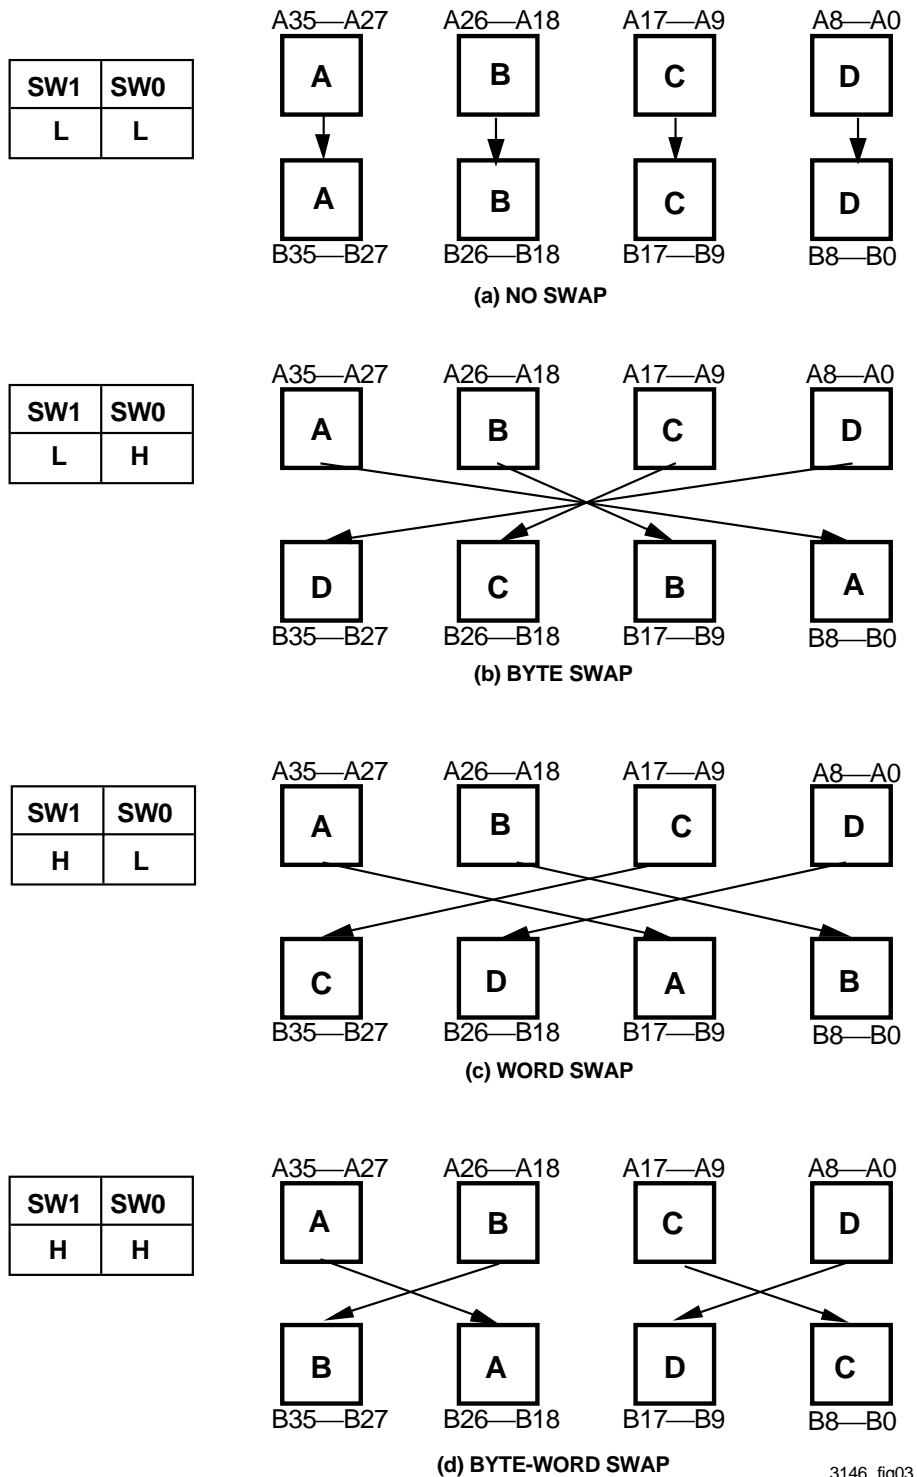 A35—A27 A26—A18 A17—A9 A8—A0
SW1 SW0
A B C D
L L
A B C D
B35—B27 B26—B18 B17—B9 B8—B0
(a) NO SWAP
A35—A27 A26—A18 A17—A9 A8—A0
SW1 SW0
A B C D
L H
D C B A
B35—B27 B26—B18 B17—B9 B8—B0
(b) BYTE SWAP
A35—A27 A26—A18 A17—A9 A8—A0
SW1 SW0
A B C D
H L
C D A B
B35—B27 B26—B18 B17—B9 B8—B0
(c) WORD SWAP
A35—A27 A26—A18 A17—A9 A8—A0
SW1 SW0
A B C D
H H
B A D C
B35—B27 B26—B18 B17—B9 B8—B0
(d) BYTE-WORD SWAP
3146 fig03